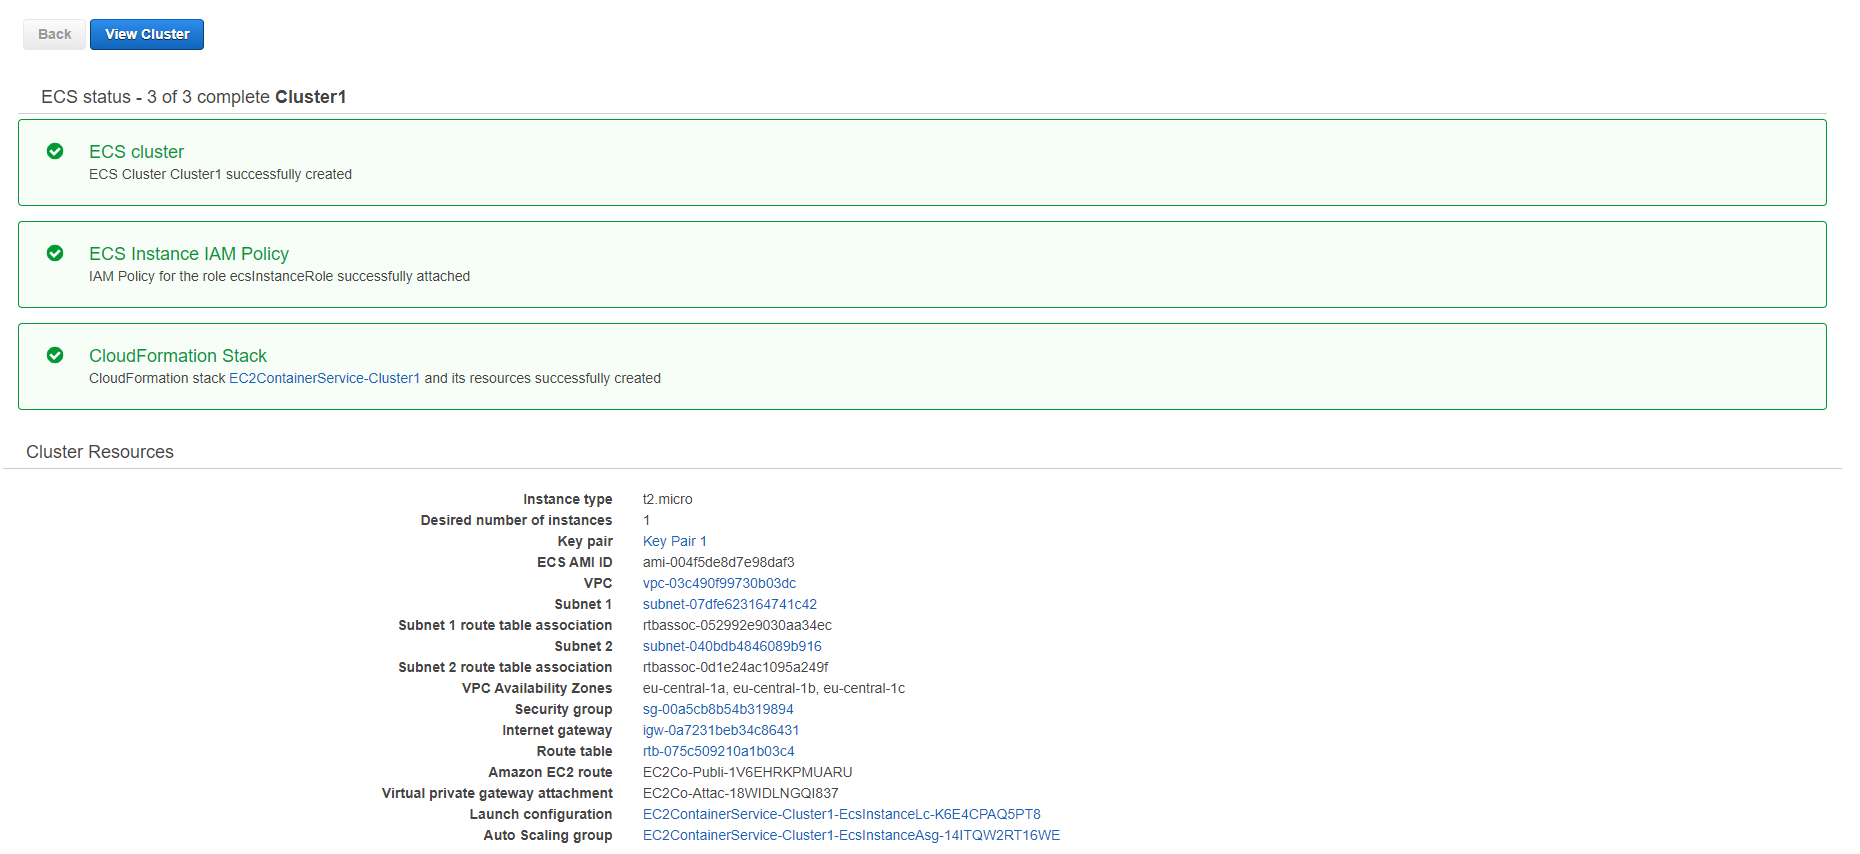 Back View Cluster
ECS status - 3 of 3 complete Cluster1
ECS cluster
ECS Cluster Cluster1 successfully created
ECS Instance IAM Policy
IAM Policy for the role ecsInstanceRole successfully attached
CloudFormation Stack
CloudFormation stack EC2ContainerService-Cluster1 and its resources successfully created
Cluster Resources
Instance type t2.micro
Desired number of instances 1
Key pair Key Pair 1
ECS AMI ID ami-004f5de8d7e98daf3
VPC vpc-03c490f99730b03dc
Subnet 1 subnet-07dfe623164741c42
Subnet 1 route table association rtbassoc-052992e9030aa34ec
Subnet 2 subnet-040bdb4846089b916
Subnet 2 route table association rtbassoc-0d1e24ac1095a249f
VPC Availability Zones eu-central-1a, eu-central-1b, eu-central-1c
Security group sg-00a5cb8b54b319894
Internet gateway igw-0a7231beb34c86431
Route table rtb-075c509210a1b03c4
Amazon EC2 route EC2Co-Publi-1V6EHRKPMUARU
Virtual private gateway attachment EC2Co-Attac-18WIDLNGQI837
Launch configuration EC2ContainerService-Cluster1-EcsInstanceLc-K6E4CPAQ5PT8
Auto Scaling group EC2ContainerService-Cluster1-EcsInstanceAsg-14ITQW2RT16WE